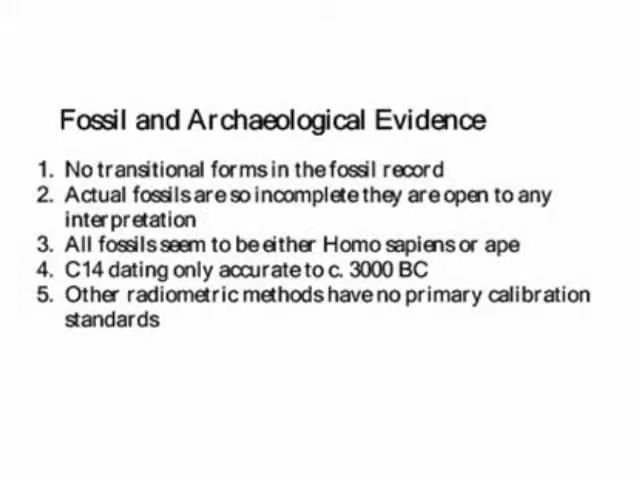 Fossil and Archaeological Evidence
1. No transitional forms in the fossil record
2. Actual fossils are so incomplete they are open to any
interpretation
3. All fossils seem to be either Homo sapiens or ape
4. C14 dating only accurate to c. 3000 BC
5. Other radiometric methods have no primary calibration
standards